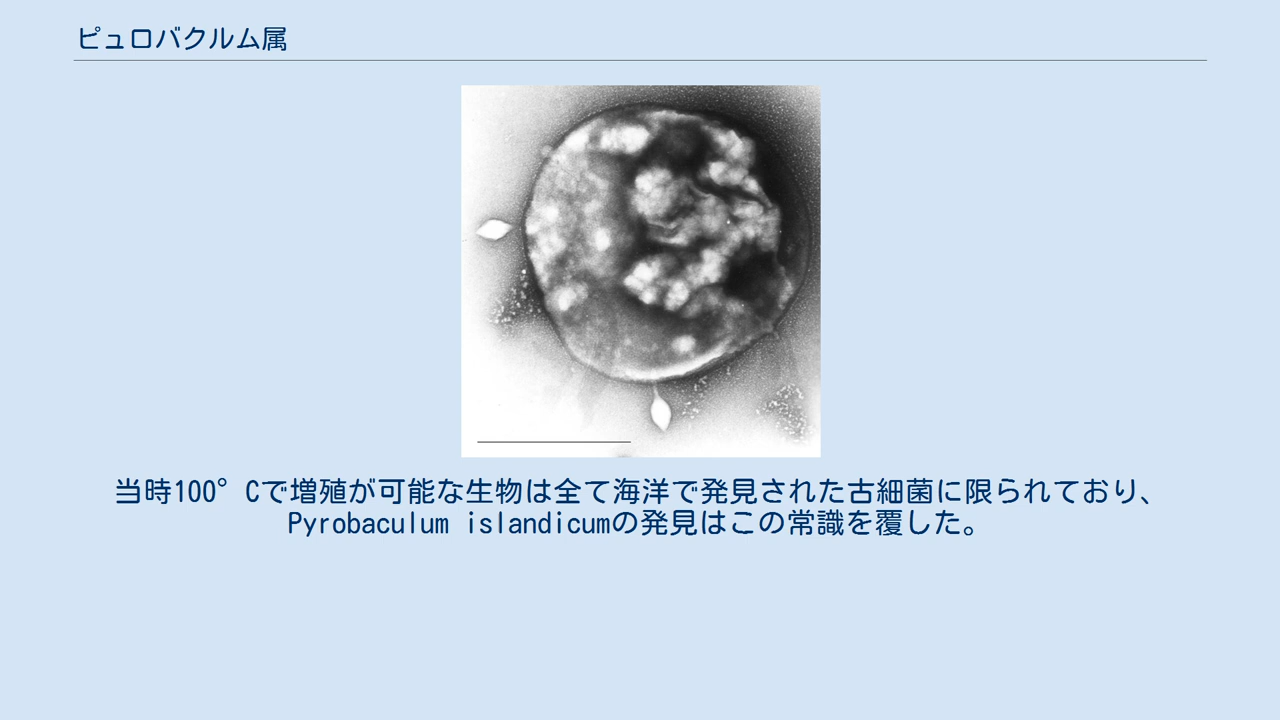 ピュロバクルム属
当時100°Cで増殖が可能な生物は全て海洋で発見された古細菌に限られており、
Pyrobaculum islandicumの発見はこの常識を覆した。